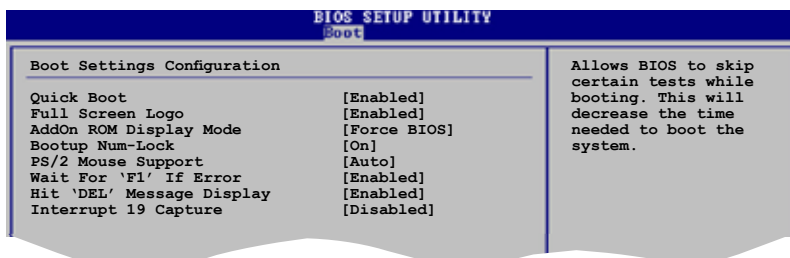 BIOS SETUP UTILITY
Boot
Boot Settings Configuration
Quick Boot [Enabled]
Full Screen Logo [Enabled]
AddOn ROM Display Mode [Force BIOS]
Bootup Num-Lock [On]
PS/2 Mouse Support [Auto]
Wait For ‘F1’ If Error [Enabled]
Hit ‘DEL’ Message Display [Enabled]
Interrupt 19 Capture [Disabled]
Allows BIOS to skip
certain tests while
booting. This will
decrease the time
needed to boot the
system.